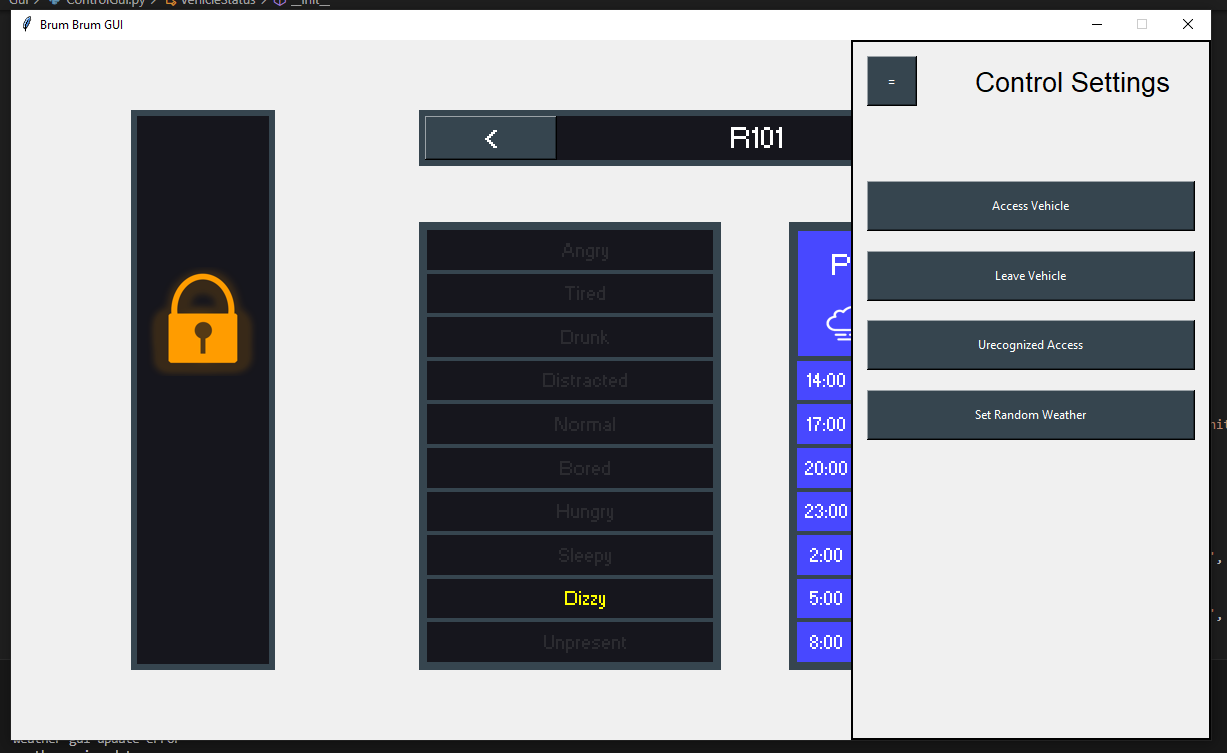 Gui > ControlGui.py > VehicleStatus > __init__
Brum Brum GUI
=
Control Settings
<
R101
Access Vehicle
Leave Vehicle
Urecognized Access
Set Random Weather
Angry
Tired
Drunk
Distracted
Normal
Bored
Hungry
Sleepy
Dizzy
Unpresent
P
14:00
17:00
20:00
23:00
2:00
5:00
8:00
weather gui update error